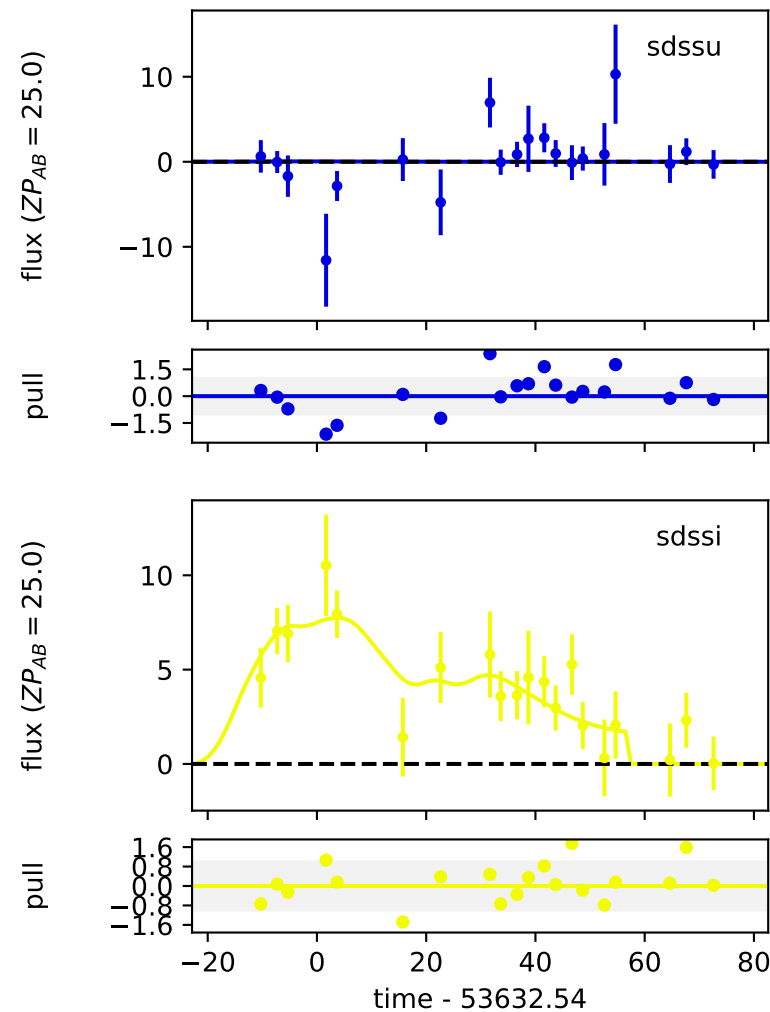 sdssu
flux (ZP_AB = 25.0)
10
0
−10
pull
1.5
0.0
−1.5
sdssi
flux (ZP_AB = 25.0)
10
5
0
pull
1.6
0.8
0.0
−0.8
−1.6
−20 0 20 40 60 80
time - 53632.54